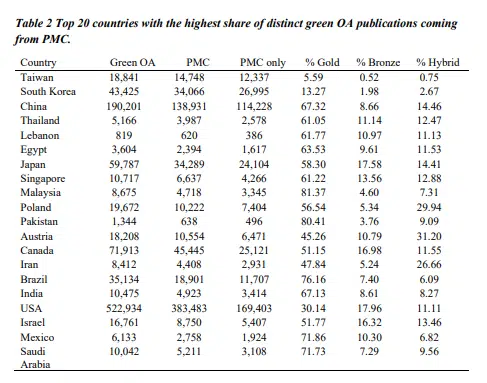 Table 2 Top 20 countries with the highest share of distinct green OA publications coming
from PMC.
Country Green OA PMC PMC only % Gold % Bronze % Hybrid
Taiwan 18,841 14,748 12,337 5.59 0.52 0.75
South Korea 43,425 34,066 26,995 13.27 1.98 2.67
China 190,201 138,931 114,228 67.32 8.66 14.46
Thailand 5,166 3,987 2,578 61.05 11.14 12.47
Lebanon 819 620 386 61.77 10.97 11.13
Egypt 3,604 2,394 1,617 63.53 9.61 11.53
Japan 59,787 34,289 24,104 58.30 17.58 14.41
Singapore 10,717 6,637 4,266 61.22 13.56 12.88
Malaysia 8,675 4,718 3,345 81.37 4.60 7.31
Poland 19,672 10,222 7,404 56.54 5.34 29.94
Pakistan 1,344 638 496 80.41 3.76 9.09
Austria 18,208 10,554 6,471 45.26 10.79 31.20
Canada 71,913 45,445 25,121 51.15 16.98 11.55
Iran 8,412 4,408 2,931 47.84 5.24 26.66
Brazil 35,134 18,901 11,707 76.16 7.40 6.09
India 10,475 4,923 3,414 67.13 8.61 8.27
USA 522,934 383,483 169,403 30.14 17.96 11.11
Israel 16,761 8,750 5,407 51.77 16.32 13.46
Mexico 6,133 2,758 1,924 71.86 10.30 6.82
Saudi 10,042 5,211 3,108 71.73 7.29 9.56
Arabia